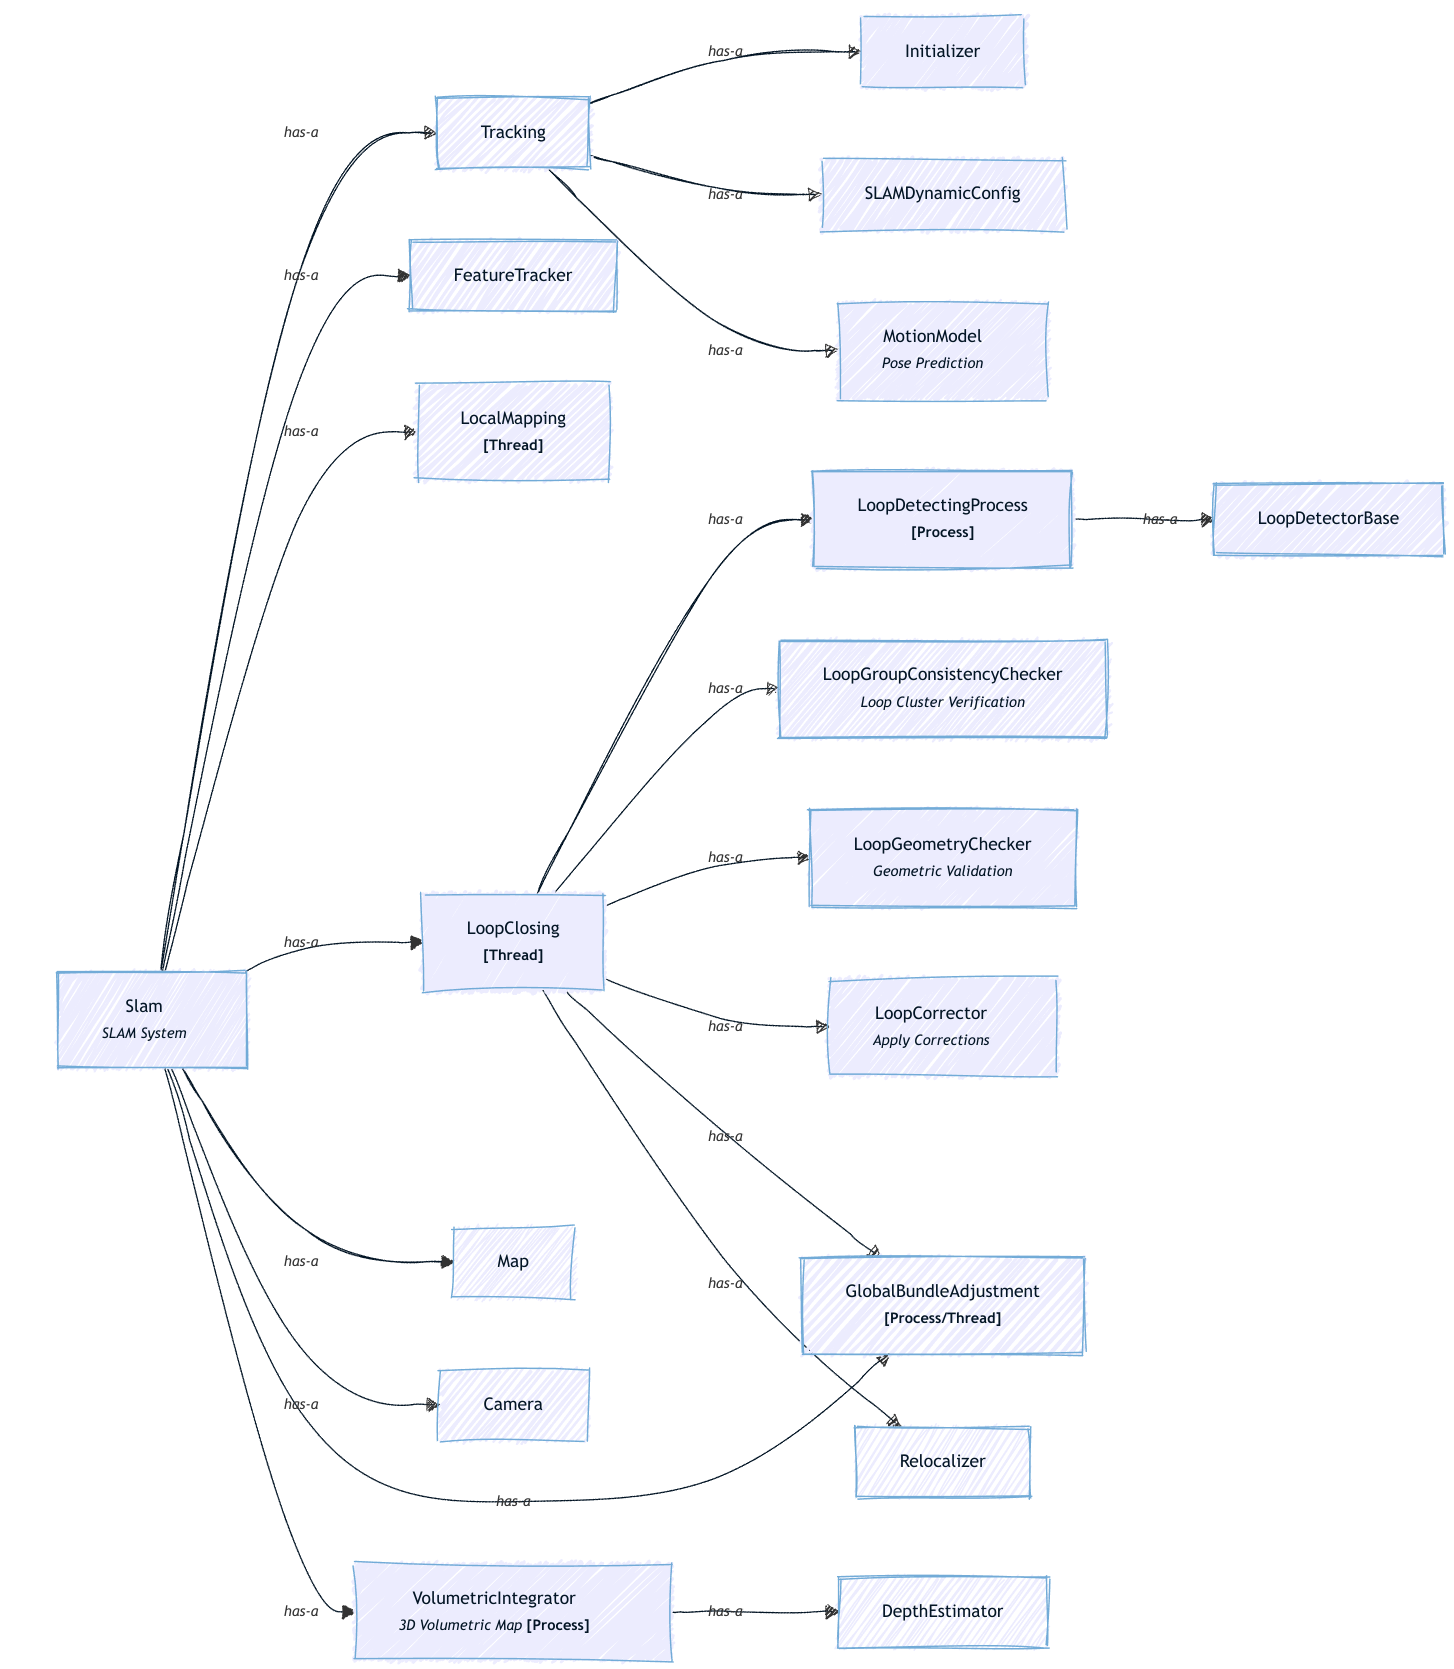 has-a
Initializer
has-a
Tracking
has-a
SLAMDynamicConfig
has-a
FeatureTracker
has-a
MotionModel
Pose Prediction
has-a
LocalMapping
[Thread]
has-a
LoopDetectingProcess
[Process]
has-a
LoopDetectorBase
has-a
LoopGroupConsistencyChecker
Loop Cluster Verification
has-a
LoopGeometryChecker
Geometric Validation
has-a
LoopClosing
[Thread]
Slam
SLAM System
has-a
LoopCorrector
Apply Corrections
has-a
has-a
Map
has-a
GlobalBundleAdjustment
[Process/Thread]
has-a
Camera
Relocalizer
has-a
has-a
VolumetricIntegrator
3D Volumetric Map [Process]
has-a
DepthEstimator